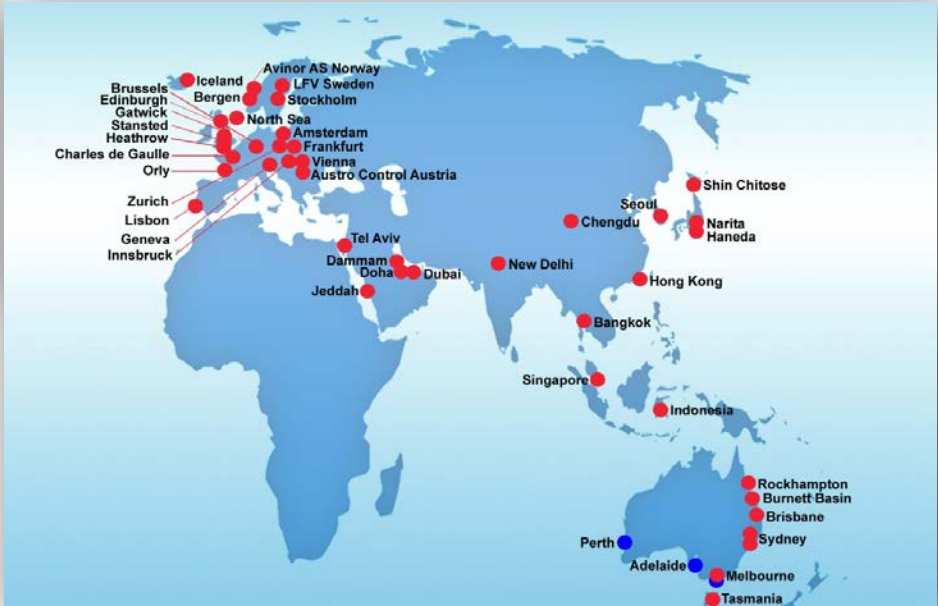 Avinor AS Norway
Iceland
LFV Sweden
Brussels
Bergen
Stockholm
Edinburgh
Gatwick
North Sea
Stansted
Amsterdam
Heathrow
Frankfurt
Charles de Gaulle
Vienna
Orly
Austro Control Austria
Zurich
Lisbon
Geneva
Innsbruck
Shin Chitose
Seoul
Chengdu
Narita
Haneda
Tel Aviv
Dammam
Doha
Dubai
New Delhi
Jeddah
Hong Kong
Bangkok
Singapore
Indonesia
Rockhampton
Burnett Basin
Brisbane
Sydney
Perth
Adelaide
Melbourne
Tasmania